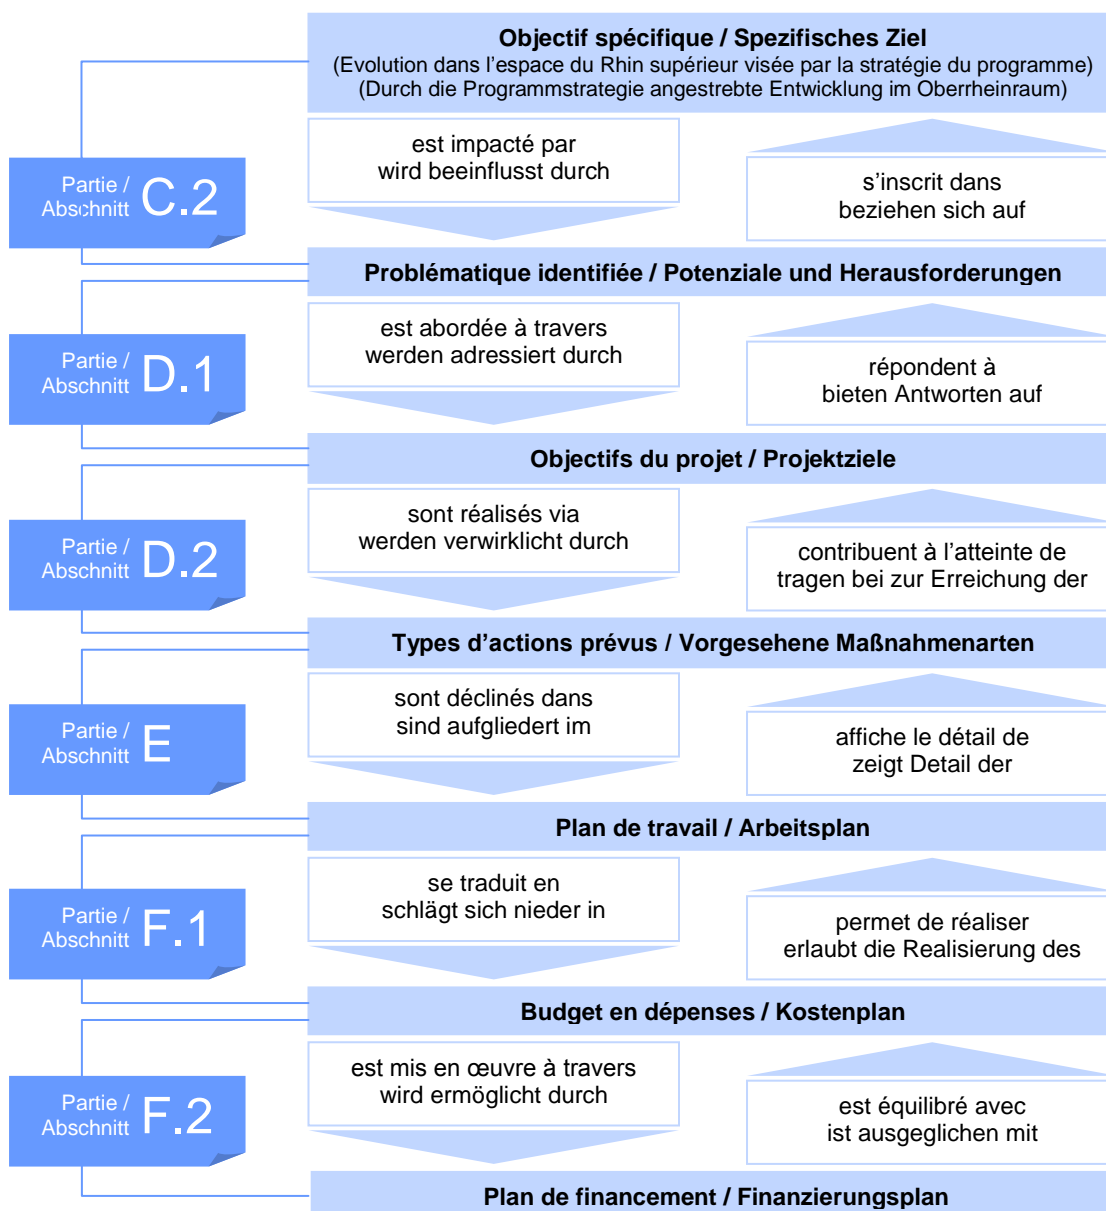 Objectif spécifique / Spezifisches Ziel
(Evolution dans l'espace du Rhin supérieur visée par la stratégie du programme)
(Durch die Programmstrategie angestrebte Entwicklung im Oberrheinraum)
Partie /
Abschnitt C.2
est impacté par
wird beeinflusst durch
s'inscrit dans
beziehen sich auf
Problématique identifiée / Potenziale und Herausforderungen
Partie /
Abschnitt D.1
est abordée à travers
werden adressiert durch
répondent à
bieten Antworten auf
Objectifs du projet / Projektziele
Partie /
Abschnitt D.2
sont réalisés via
werden verwirklicht durch
contribuent à l'atteinte de
tragen bei zur Erreichung der
Types d'actions prévus / Vorgesehene Maßnahmenarten
Partie /
Abschnitt E
sont déclinés dans
sind aufgliedert im
affiche le détail de
zeigt Detail der
Plan de travail / Arbeitsplan
Partie /
Abschnitt F.1
se traduit en
schlägt sich nieder in
permet de réaliser
erlaubt die Realisierung des
Budget en dépenses / Kostenplan
Partie /
Abschnitt F.2
est mis en œuvre à travers
wird ermöglicht durch
est équilibré avec
ist ausgeglichen mit
Plan de financement / Finanzierungsplan